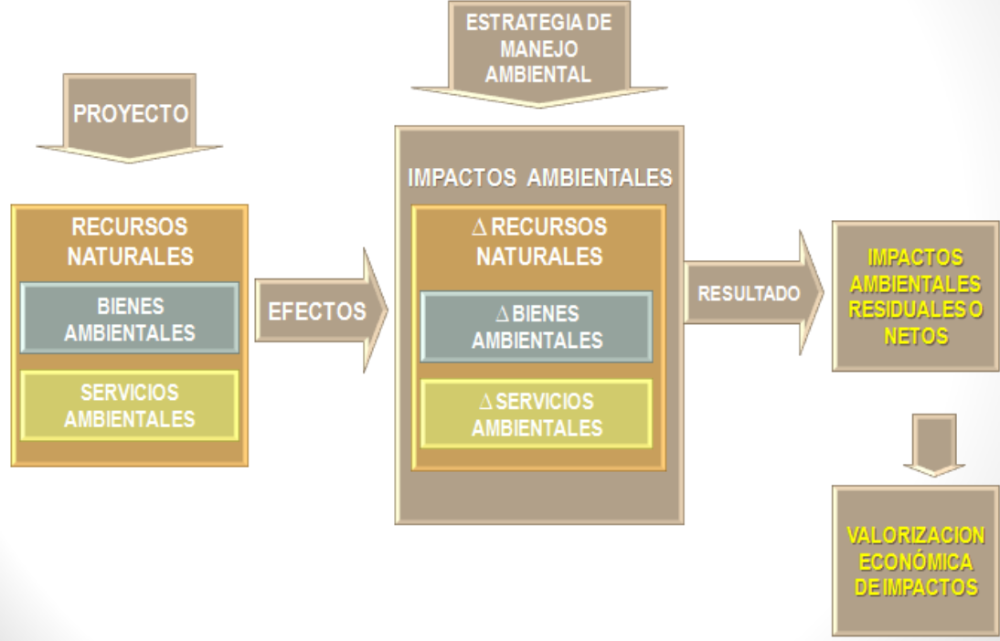 PROYECTO
RECURSOS
NATURALES
BIENES
AMBIENTALES
SERVICIOS
AMBIENTALES
EFECTOS
ESTRATEGIA DE
MANEJO
AMBIENTAL
IMPACTOS AMBIENTALES
Δ RECURSOS
NATURALES
Δ BIENES
AMBIENTALES
Δ SERVICIOS
AMBIENTALES
RESULTADO
IMPACTOS
AMBIENTALES
RESIDUALES O
NETOS
VALORIZACION
ECONÓMICA
DE IMPACTOS